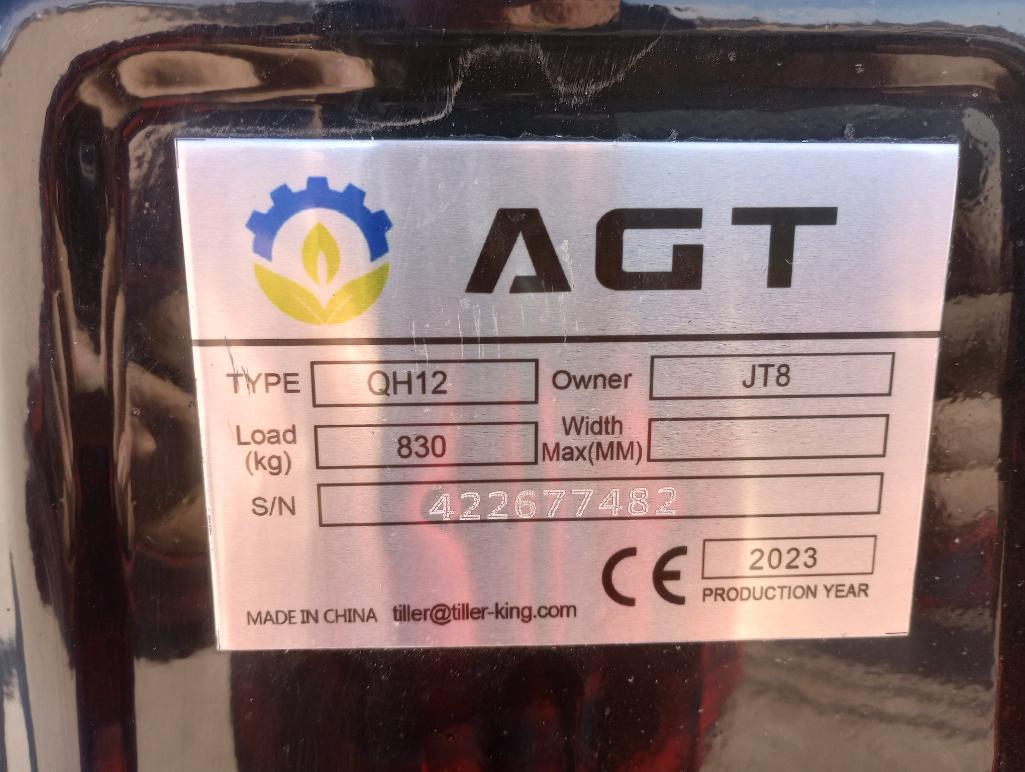 AGT
TYPE QH12 Owner JT8
Load (kg) 830 Width Max(MM)
S/N 422677482
CE 2023
PRODUCTION YEAR
MADE IN CHINA tiller@tiller-king.com